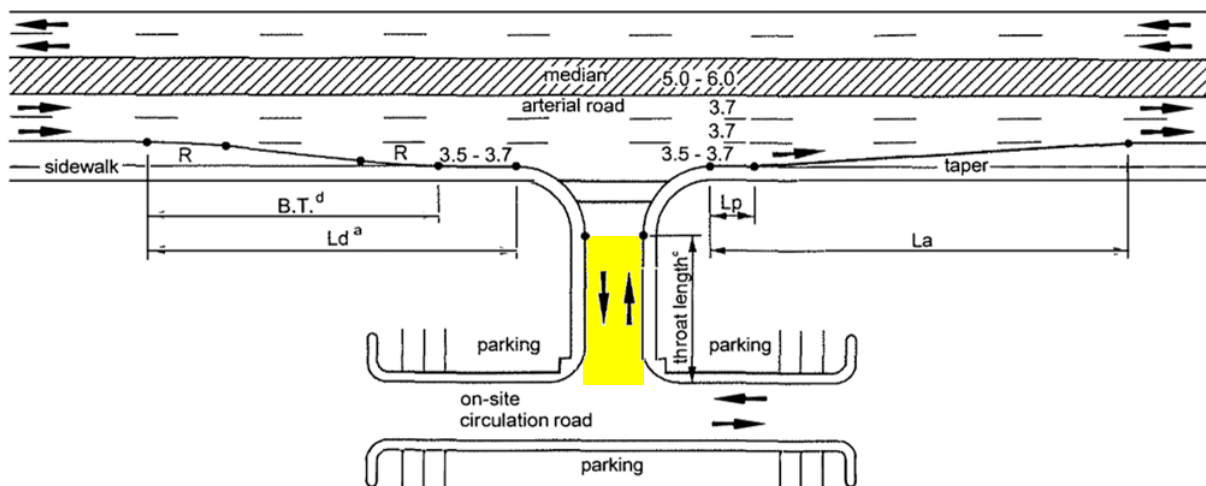 median 5.0 - 6.0
arterial road 3.7
3.7
R R 3.5 - 3.7 3.5 - 3.7
sidewalk taper
B.T.ᵈ Lp
Ldᵃ La
throat lengthᶜ
parking parking
on-site
circulation road
parking